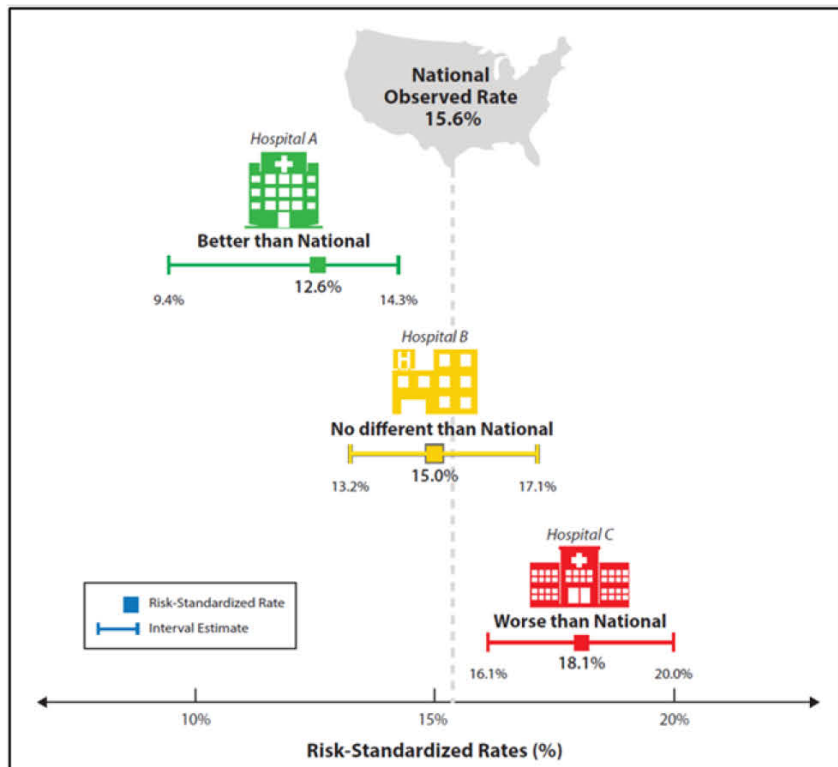 National
Observed Rate
15.6%
Hospital A
Better than National
12.6%
9.4%
14.3%
Hospital B
H
No different than National
15.0%
13.2%
17.1%
Hospital C
Worse than National
18.1%
16.1%
20.0%
Risk-Standardized Rate
Interval Estimate
10%
15%
20%
Risk-Standardized Rates (%)